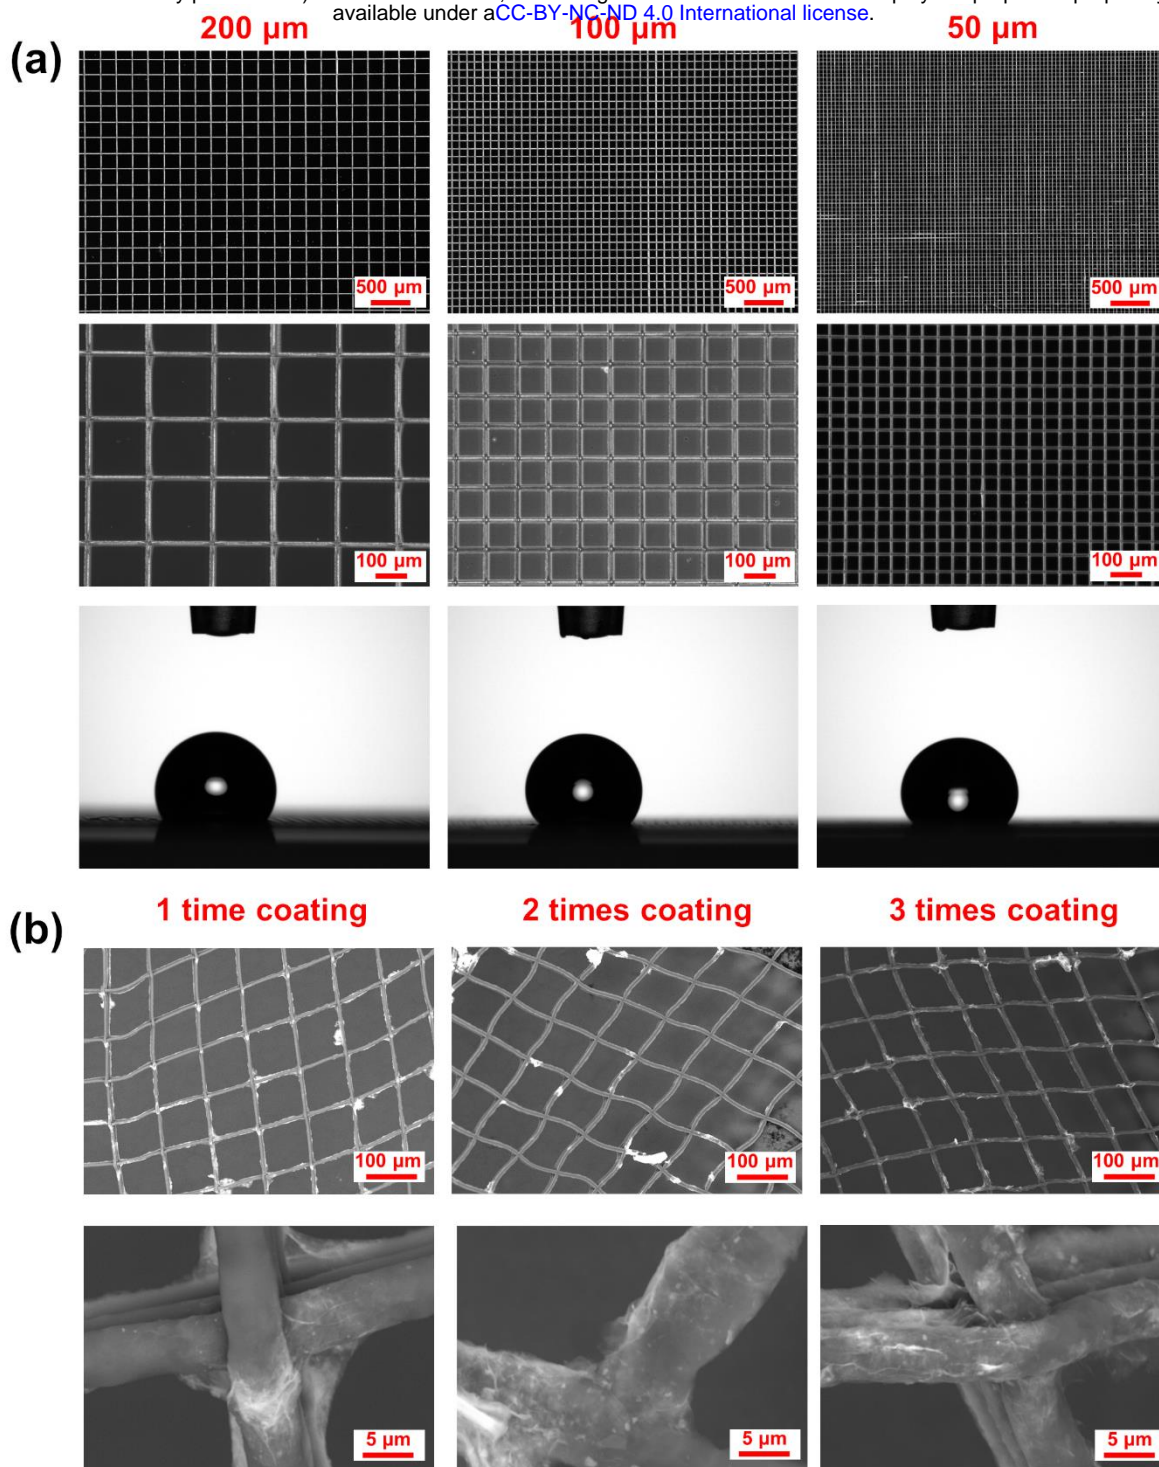 available under aCC-BY-NC-ND 4.0 International license.
200 µm 100 µm 50 µm
(a)
500 µm 500 µm 500 µm
100 µm 100 µm 100 µm
(b)
1 time coating 2 times coating 3 times coating
100 µm 100 µm 100 µm
5 µm 5 µm 5 µm